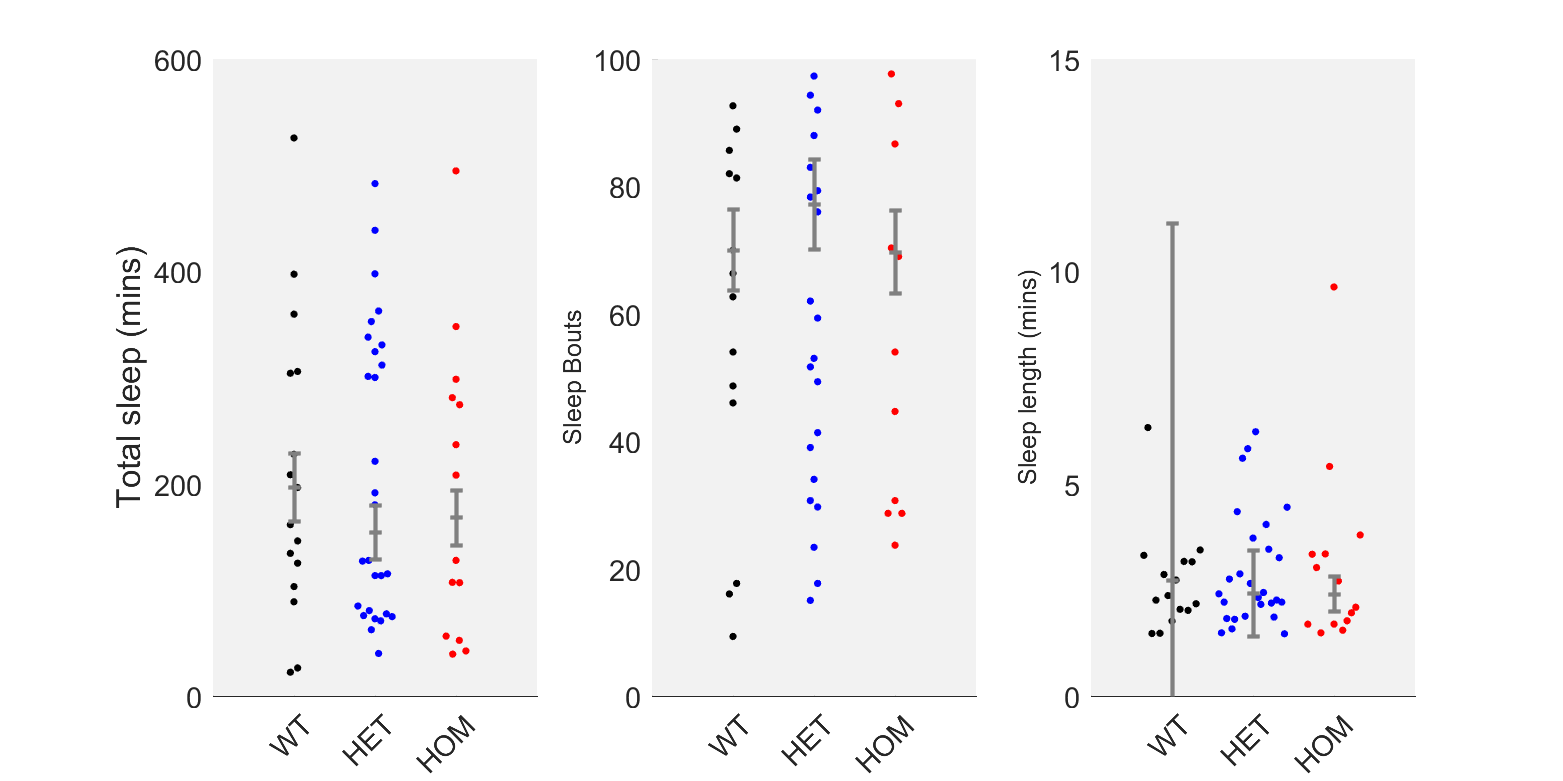 Total sleep (mins)
600
400
200
0
WT
HET
HOM
Sleep Bouts
100
80
60
40
20
0
WT
HET
HOM
Sleep length (mins)
15
10
5
0
WT
HET
HOM